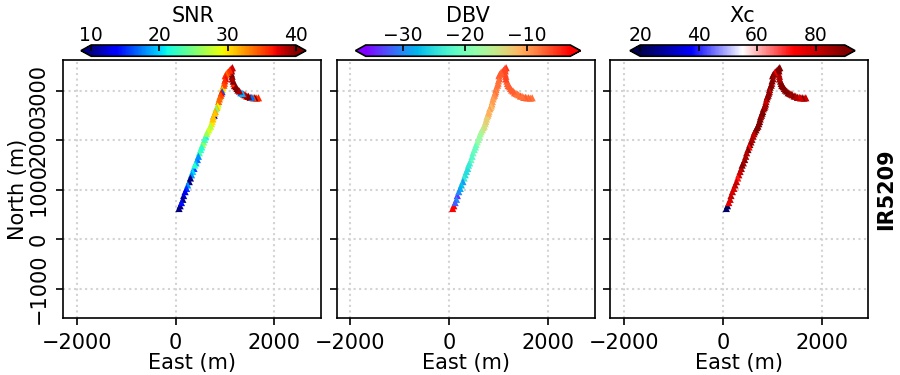 SNR DBV Xc
10 20 30 40 −30 −20 −10 20 40 60 80
North (m)
3000
2000
1000
0
−1000
IR5209
−2000 0 2000 −2000 0 2000 −2000 0 2000
East (m) East (m) East (m)